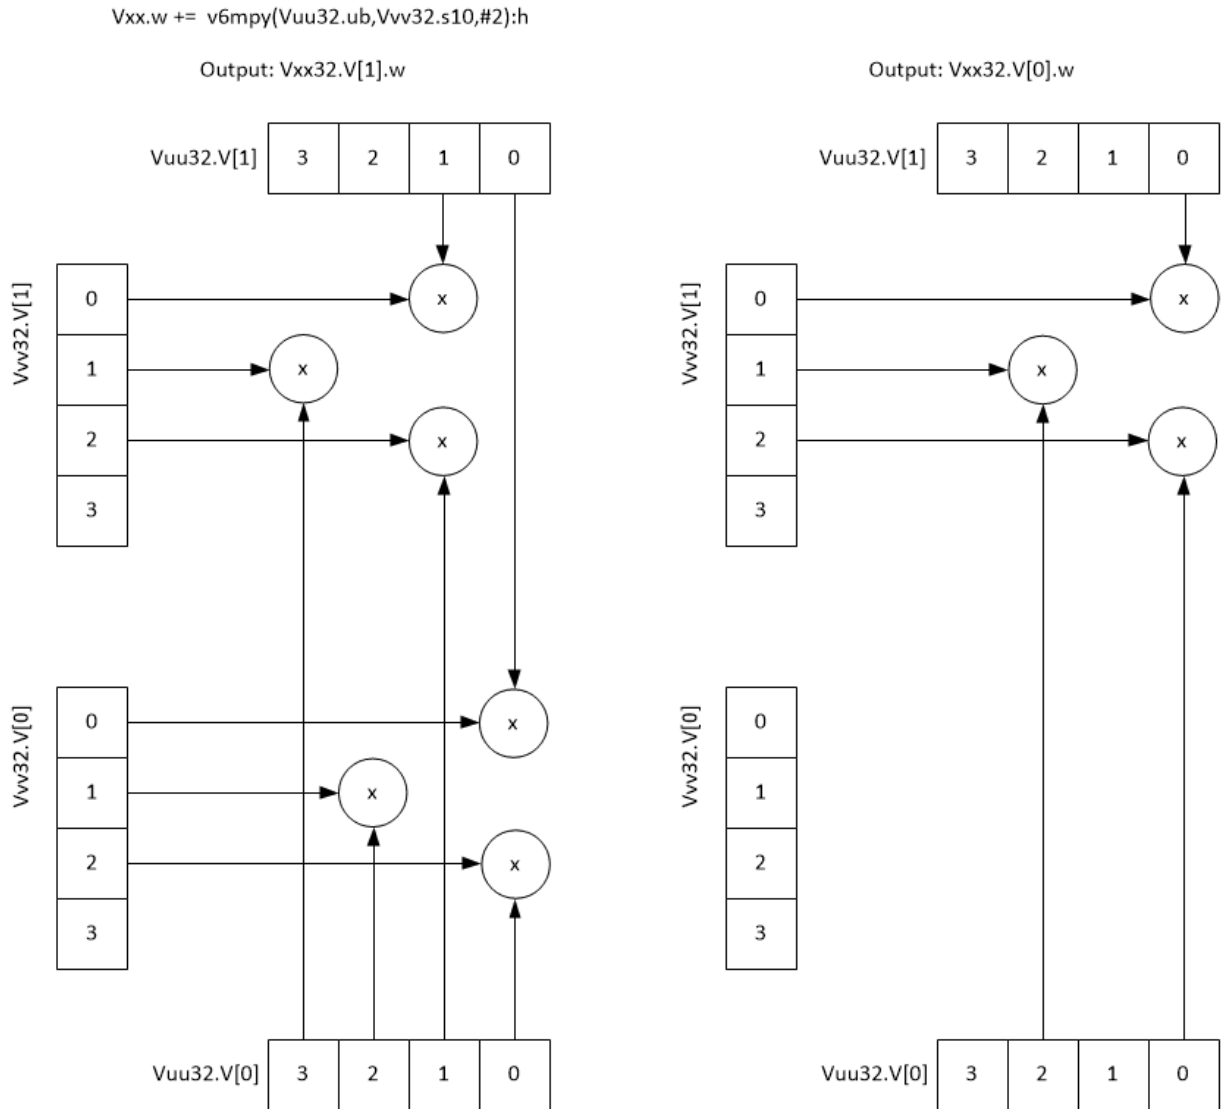 Vxx.w += v6mpy(Vuu32.ub,Vvv32.s10,#2):h
Output: Vxx32.V[1].w
Vuu32.V[1] 3 2 1 0
Vvv32.V[1]
0 x
1 x
2 x
3
Vvv32.V[0]
0 x
1 x
2 x
3
Vuu32.V[0] 3 2 1 0
Output: Vxx32.V[0].w
Vuu32.V[1] 3 2 1 0
Vvv32.V[1]
0 x
1 x
2 x
3
Vvv32.V[0]
0
1
2
3
Vuu32.V[0] 3 2 1 0